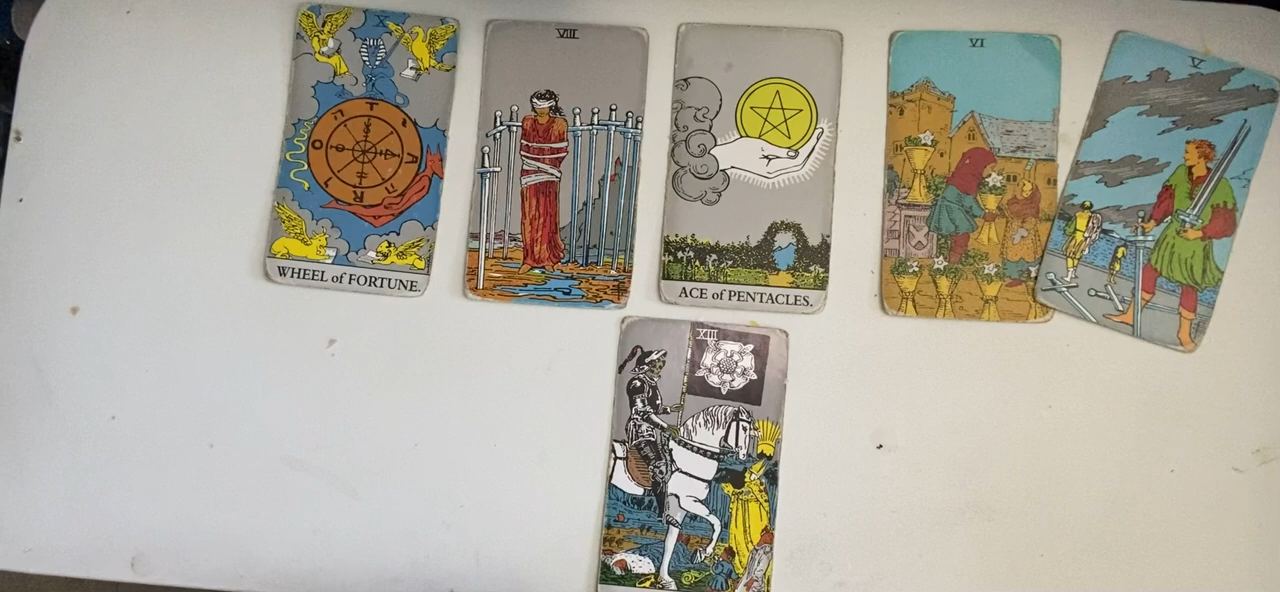 X
WHEEL of FORTUNE.
VIII
ACE of PENTACLES.
VI
V
XIII